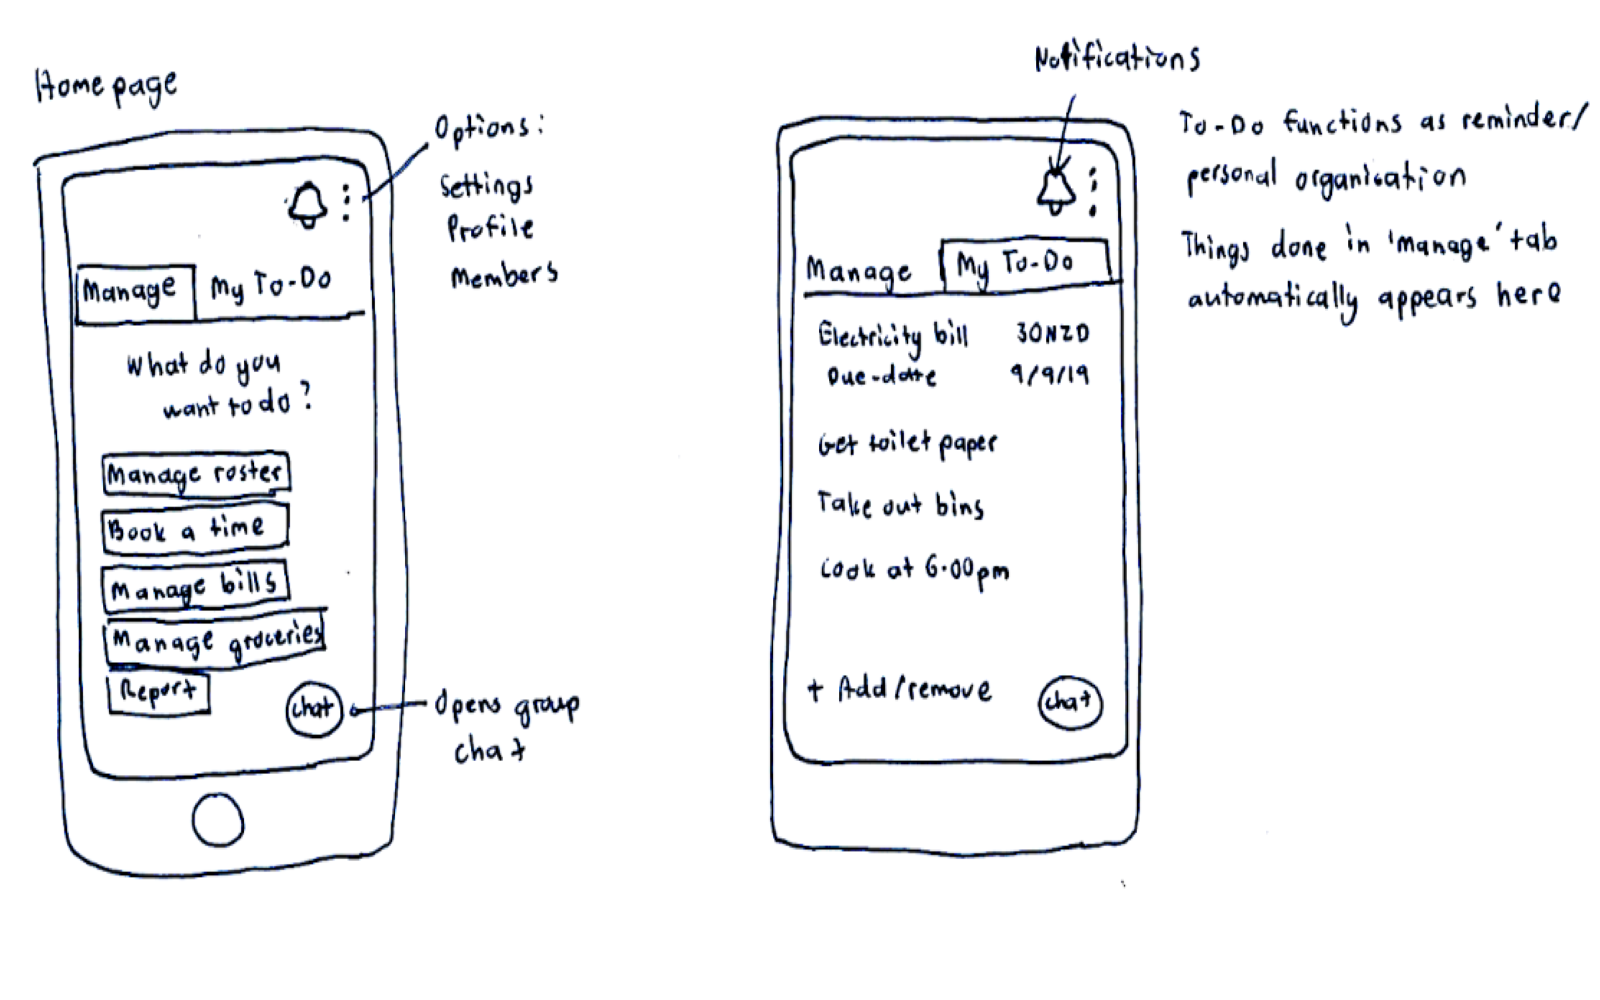 Home page
Options:
Settings
Profile
Members
Manage
My To-Do
What do you
want to do?
Manage roster
Book a time
Manage bills
Manage groceries
Report
chat
Opens group
chat
Notifications
Manage
My To-Do
Electricity bill 30NZD
Due-date 9/9/19
Get toilet paper
Take out bins
Cook at 6.00pm
+ Add/remove
chat
To-Do functions as reminder/
personal organisation
Things done in 'manage' tab
automatically appears here